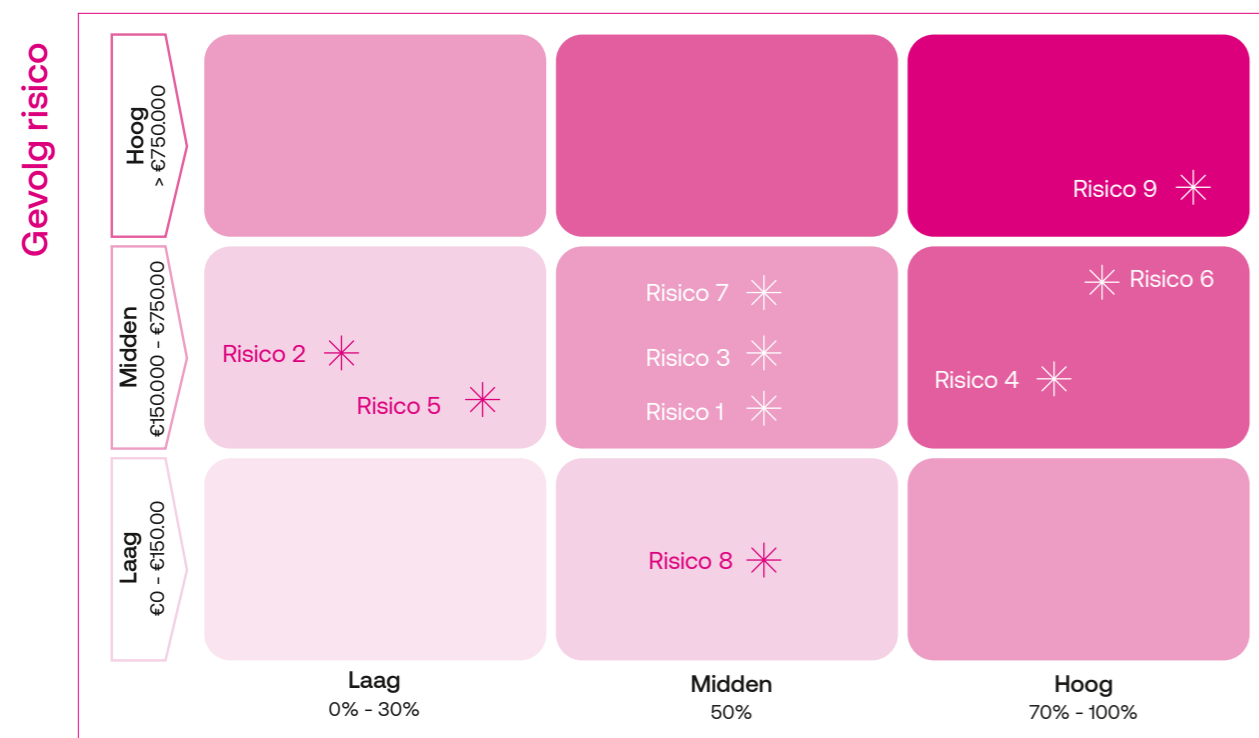 Gevolg risico
Hoog
> €750.000
Risico 9
Midden
€150.000 - €750.00
Risico 7
Risico 6
Risico 2
Risico 3
Risico 4
Risico 5
Risico 1
Laag
€0 - €150.00
Risico 8
Laag
Midden
Hoog
0% - 30%
50%
70% - 100%